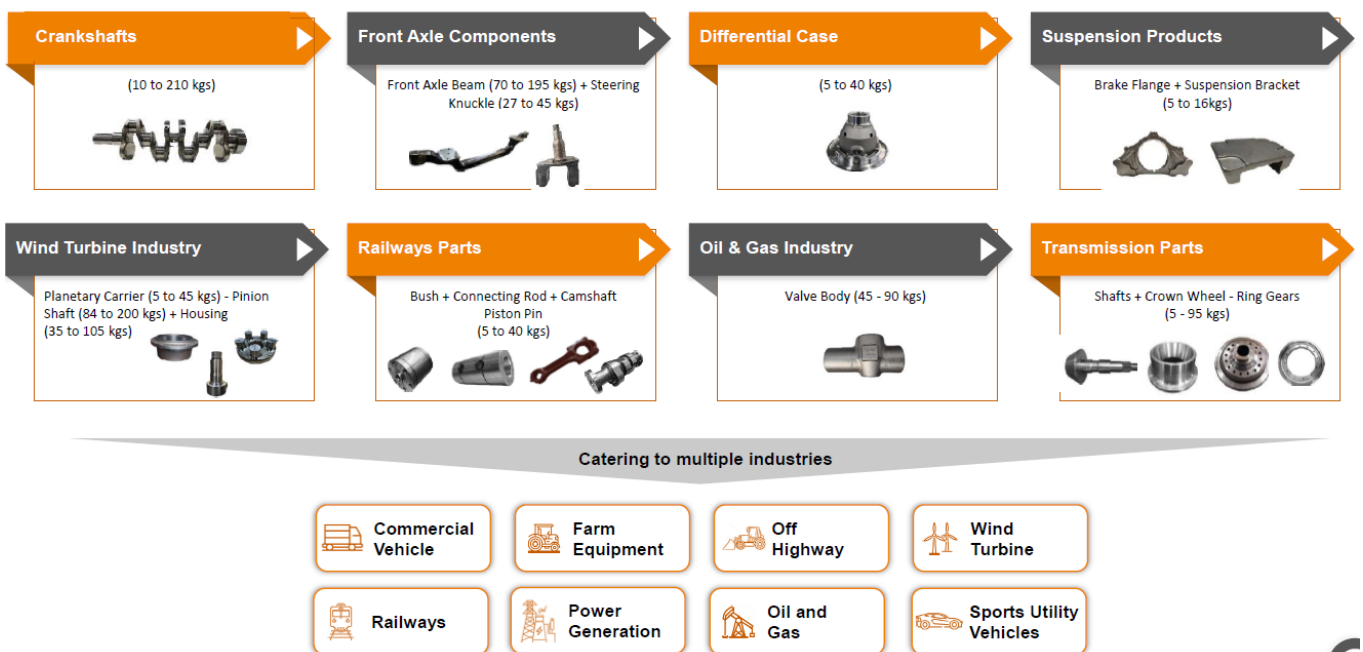 Crankshafts
(10 to 210 kgs)
Front Axle Components
Front Axle Beam (70 to 195 kgs) + Steering
Knuckle (27 to 45 kgs)
Differential Case
(5 to 40 kgs)
Suspension Products
Brake Flange + Suspension Bracket
(5 to 16kgs)
Wind Turbine Industry
Planetary Carrier (5 to 45 kgs) - Pinion
Shaft (84 to 200 kgs) + Housing
(35 to 105 kgs)
Railways Parts
Bush + Connecting Rod + Camshaft
Piston Pin
(5 to 40 kgs)
Oil & Gas Industry
Valve Body (45 - 90 kgs)
Transmission Parts
Shafts + Crown Wheel - Ring Gears
(5 - 95 kgs)
Catering to multiple industries
Commercial
Vehicle
Farm
Equipment
Off
Highway
Wind
Turbine
Railways
Power
Generation
Oil and
Gas
Sports Utility
Vehicles